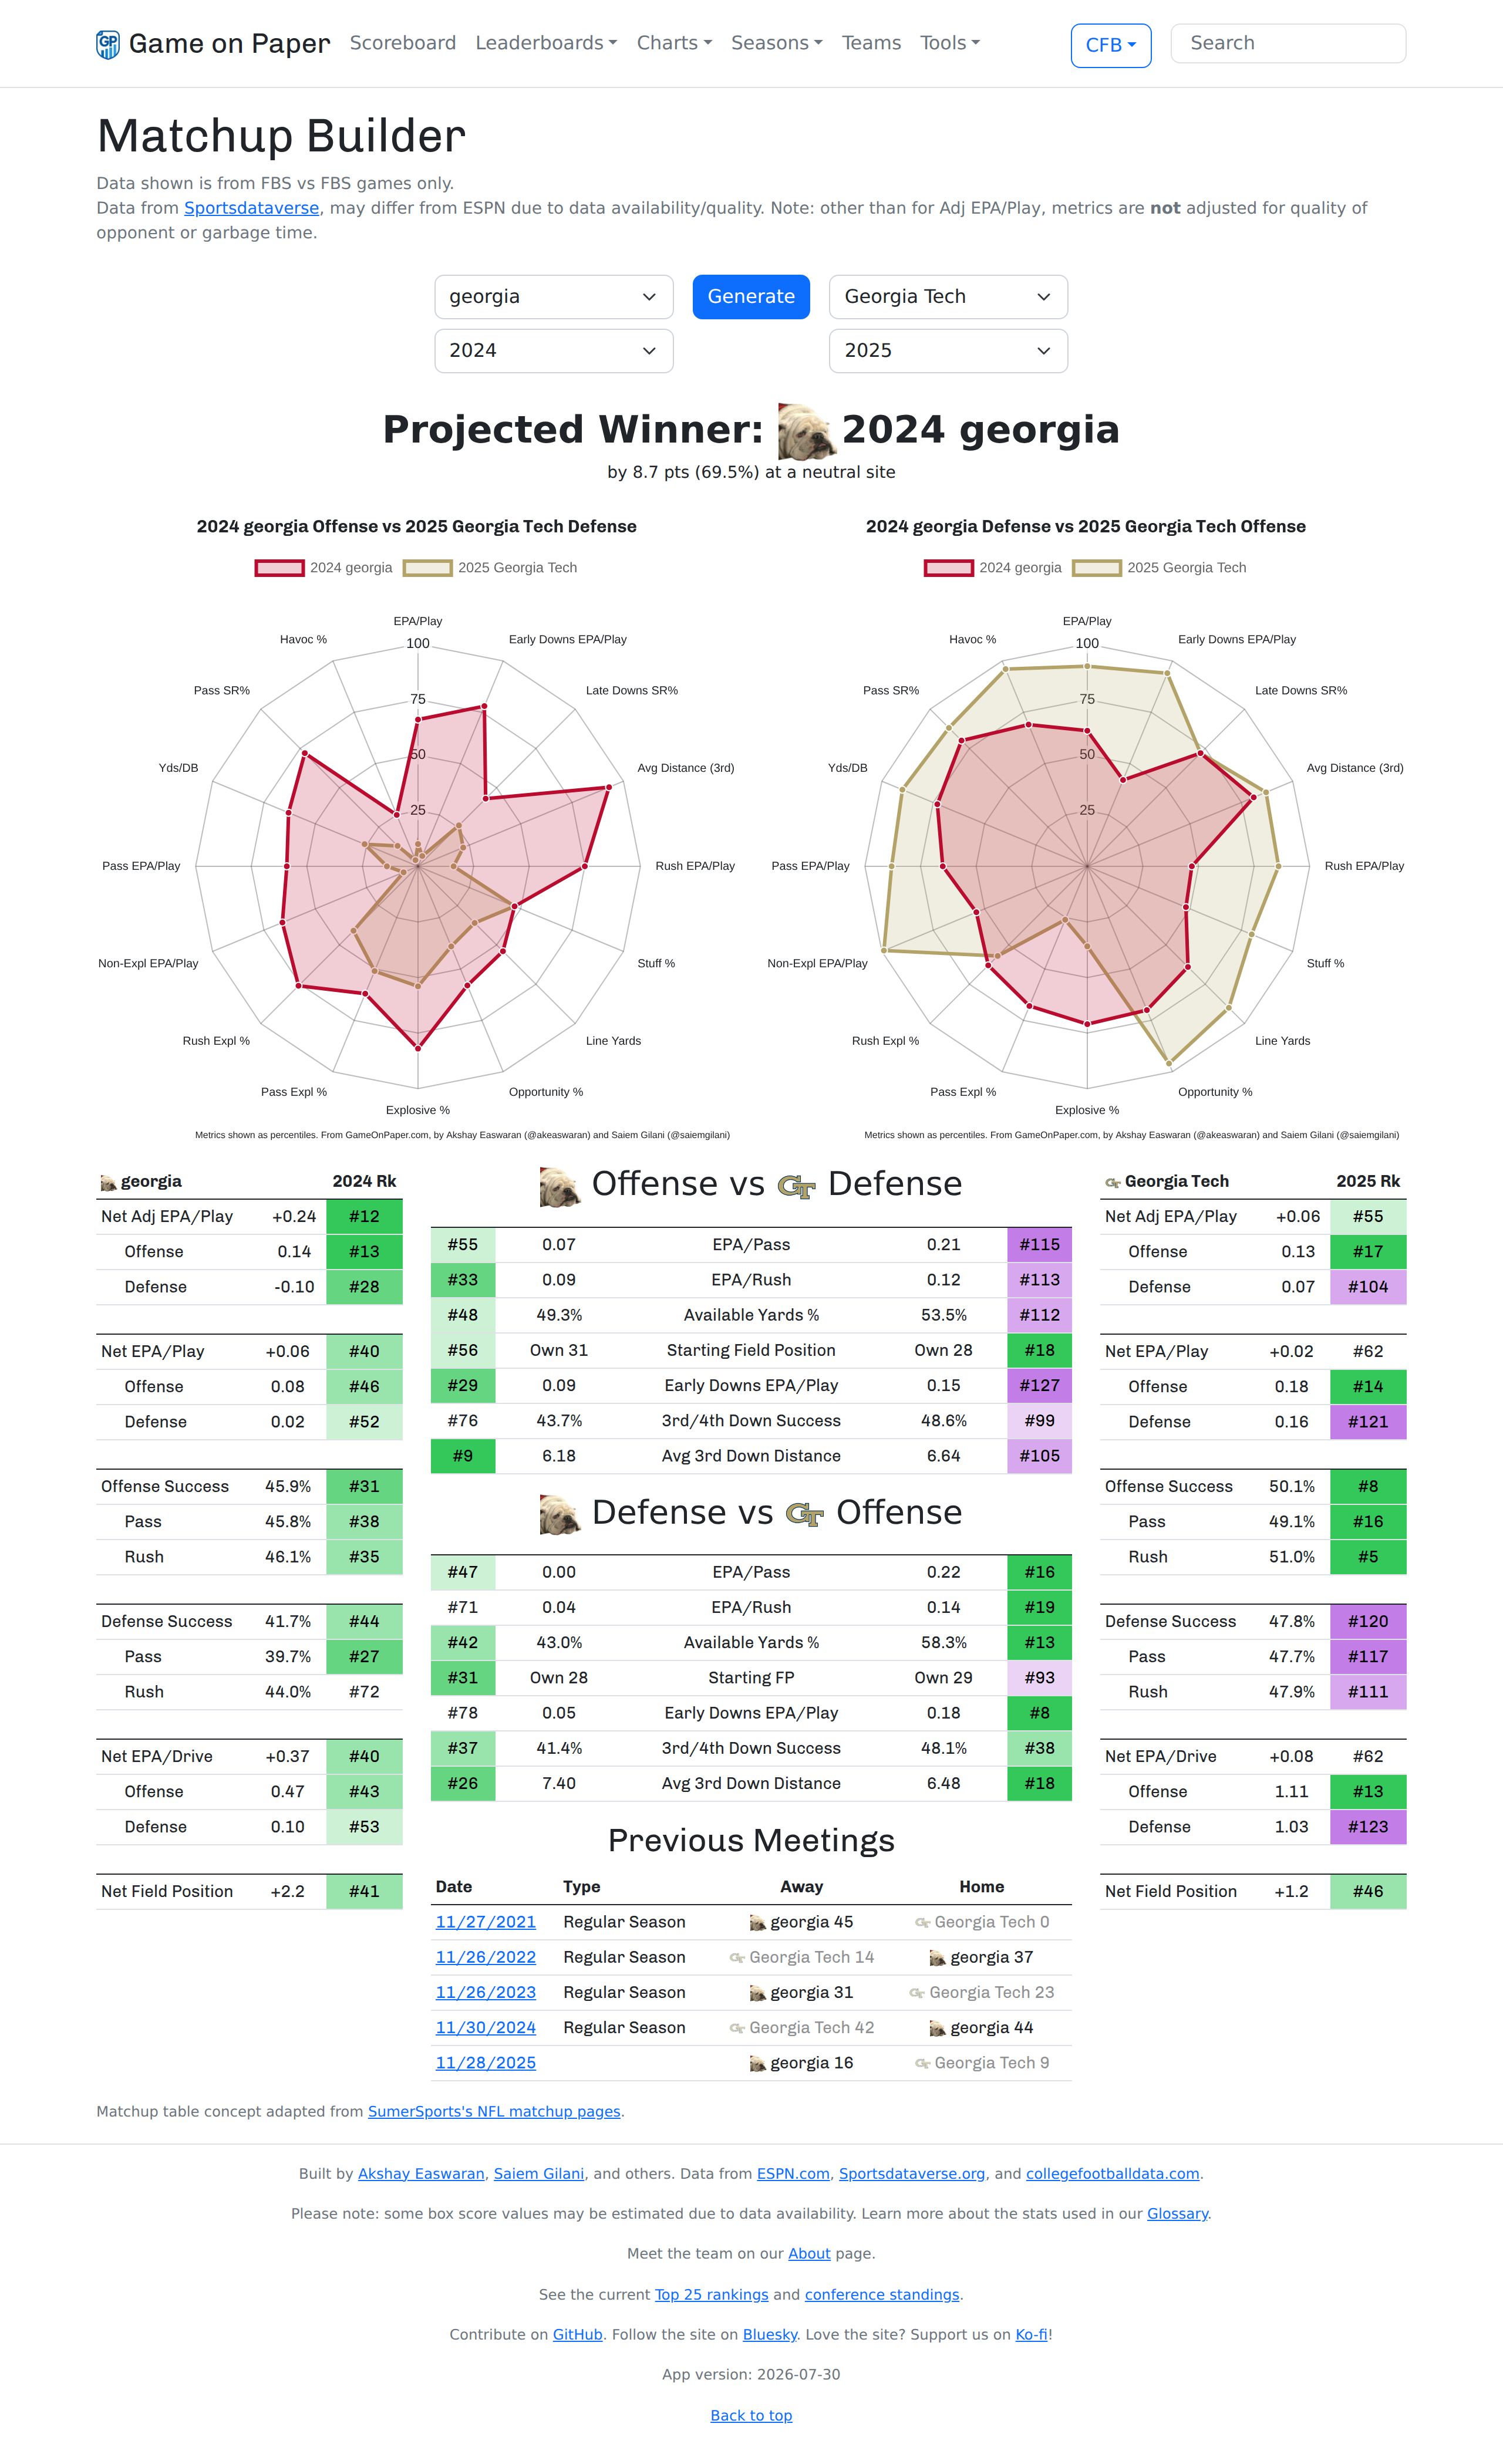 Game on Paper Scoreboard Leaderboards Charts Seasons Teams Tools CFB Search
Matchup Builder
Data shown is from FBS vs FBS games only.
Data from Sportsdataverse, may differ from ESPN due to data availability/quality. Note: other than for Adj EPA/Play, metrics are not adjusted for quality of
opponent or garbage time.
georgia Generate Georgia Tech
2024 2025
Projected Winner: 2024 georgia
by 8.7 pts (69.5%) at a neutral site
2024 georgia Offense vs 2025 Georgia Tech Defense
2024 georgia 2025 Georgia Tech
EPA/Play
Early Downs EPA/Play
Late Downs SR%
Avg Distance (3rd)
Rush EPA/Play
Stuff %
Line Yards
Opportunity %
Explosive %
Pass Expl %
Rush Expl %
Non-Expl EPA/Play
Pass EPA/Play
Yds/DB
Pass SR%
Havoc %
100
75
50
25
Metrics shown as percentiles. From GameOnPaper.com, by Akshay Easwaran (@akeaswaran) and Saiem Gilani (@saiemgilani)
2024 georgia Defense vs 2025 Georgia Tech Offense
2024 georgia 2025 Georgia Tech
EPA/Play
Early Downs EPA/Play
Late Downs SR%
Avg Distance (3rd)
Rush EPA/Play
Stuff %
Line Yards
Opportunity %
Explosive %
Pass Expl %
Rush Expl %
Non-Expl EPA/Play
Pass EPA/Play
Yds/DB
Pass SR%
Havoc %
100
75
50
25
Metrics shown as percentiles. From GameOnPaper.com, by Akshay Easwaran (@akeaswaran) and Saiem Gilani (@saiemgilani)
georgia 2024 Rk
Net Adj EPA/Play +0.24 #12
Offense 0.14 #13
Defense -0.10 #28
Net EPA/Play +0.06 #40
Offense 0.08 #46
Defense 0.02 #52
Offense Success 45.9% #31
Pass 45.8% #38
Rush 46.1% #35
Defense Success 41.7% #44
Pass 39.7% #27
Rush 44.0% #72
Net EPA/Drive +0.37 #40
Offense 0.47 #43
Defense 0.10 #53
Net Field Position +2.2 #41
Offense vs GT Defense
#55 0.07 EPA/Pass 0.21 #115
#33 0.09 EPA/Rush 0.12 #113
#48 49.3% Available Yards % 53.5% #112
#56 Own 31 Starting Field Position Own 28 #18
#29 0.09 Early Downs EPA/Play 0.15 #127
#76 43.7% 3rd/4th Down Success 48.6% #99
#9 6.18 Avg 3rd Down Distance 6.64 #105
Defense vs GT Offense
#47 0.00 EPA/Pass 0.22 #16
#71 0.04 EPA/Rush 0.14 #19
#42 43.0% Available Yards % 58.3% #13
#31 Own 28 Starting FP Own 29 #93
#78 0.05 Early Downs EPA/Play 0.18 #8
#37 41.4% 3rd/4th Down Success 48.1% #38
#26 7.40 Avg 3rd Down Distance 6.48 #18
Previous Meetings
Date Type Away Home
11/27/2021 Regular Season georgia 45 GT Georgia Tech 0
11/26/2022 Regular Season GT Georgia Tech 14 georgia 37
11/26/2023 Regular Season georgia 31 GT Georgia Tech 23
11/30/2024 Regular Season GT Georgia Tech 42 georgia 44
11/28/2025 georgia 16 GT Georgia Tech 9
GT Georgia Tech 2025 Rk
Net Adj EPA/Play +0.06 #55
Offense 0.13 #17
Defense 0.07 #104
Net EPA/Play +0.02 #62
Offense 0.18 #14
Defense 0.16 #121
Offense Success 50.1% #8
Pass 49.1% #16
Rush 51.0% #5
Defense Success 47.8% #120
Pass 47.7% #117
Rush 47.9% #111
Net EPA/Drive +0.08 #62
Offense 1.11 #13
Defense 1.03 #123
Net Field Position +1.2 #46
Matchup table concept adapted from SumerSports's NFL matchup pages.
Built by Akshay Easwaran, Saiem Gilani, and others. Data from ESPN.com, Sportsdataverse.org, and collegefootballdata.com.
Please note: some box score values may be estimated due to data availability. Learn more about the stats used in our Glossary.
Meet the team on our About page.
See the current Top 25 rankings and conference standings.
Contribute on GitHub. Follow the site on Bluesky. Love the site? Support us on Ko-fi!
App version: 2026-07-30
Back to top